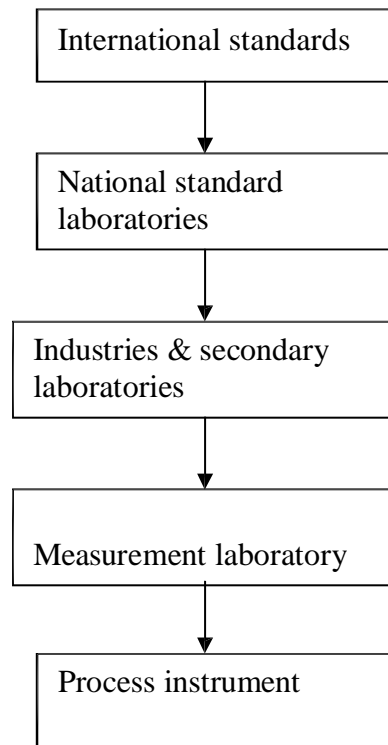 International standards
National standard
laboratories
Industries & secondary
laboratories
Measurement laboratory
Process instrument